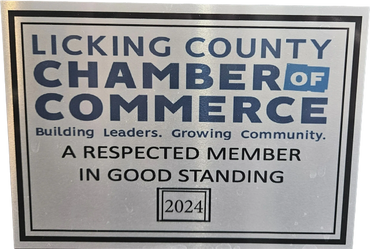 LICKING COUNTY
CHAMBER OF
COMMERCE
Building Leaders. Growing Community.
A RESPECTED MEMBER
IN GOOD STANDING
2024